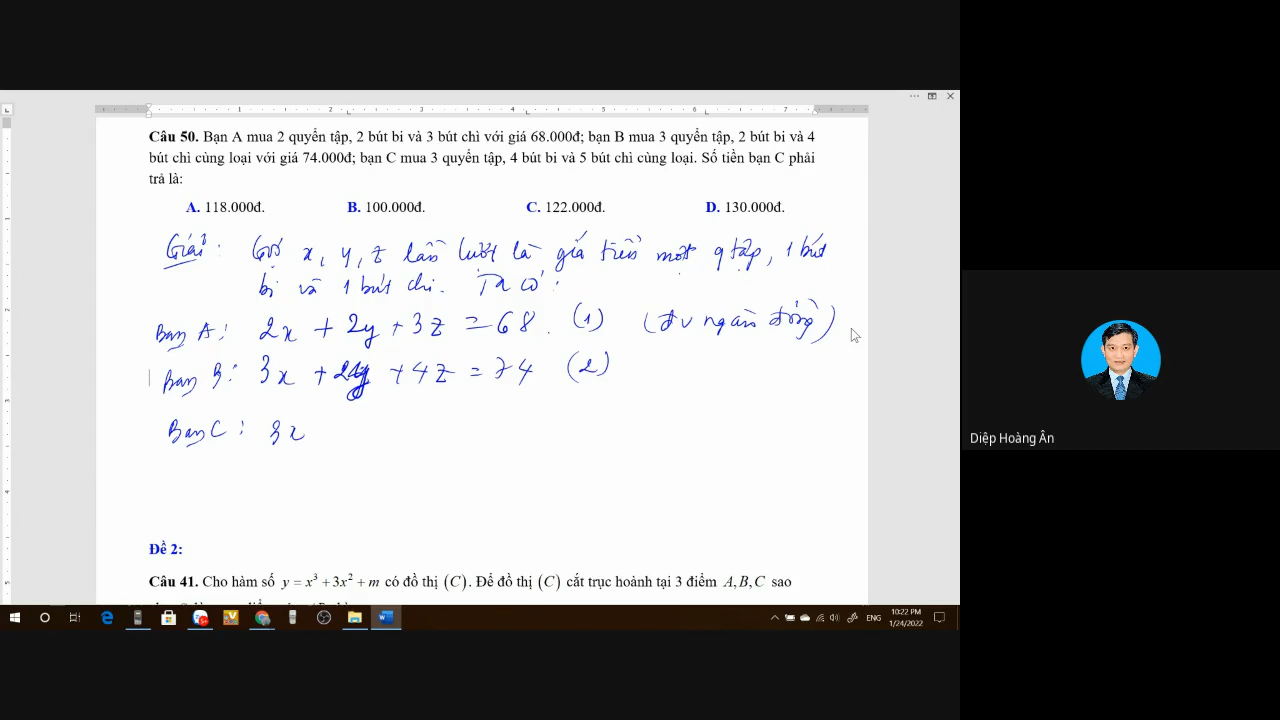 Câu 50. Bạn A mua 2 quyển tập, 2 bút bi và 3 bút chì với giá 68.000đ; bạn B mua 3 quyển tập, 2 bút bi và 4
bút chì cùng loại với giá 74.000đ; bạn C mua 3 quyển tập, 4 bút bi và 5 bút chì cùng loại. Số tiền bạn C phải
trả là:
A. 118.000đ. B. 100.000đ. C. 122.000đ. D. 130.000đ.
Giải: Gọi x, y, z lần lượt là giá tiền một q tập, 1 bút
bi và 1 bút chì. Ta có:
Bạn A: 2x + 2y + 3z = 68. (1) (đv ngàn đồng)
Bạn B: 3x + 2y + 4z = 74 (2)
Bạn C: 3x
Đề 2:
Câu 41. Cho hàm số y = x³ + 3x² + m có đồ thị (C). Để đồ thị (C) cắt trục hoành tại 3 điểm A, B, C sao
Diệp Hoàng Ân
ENG
10:22 PM
1/24/2022